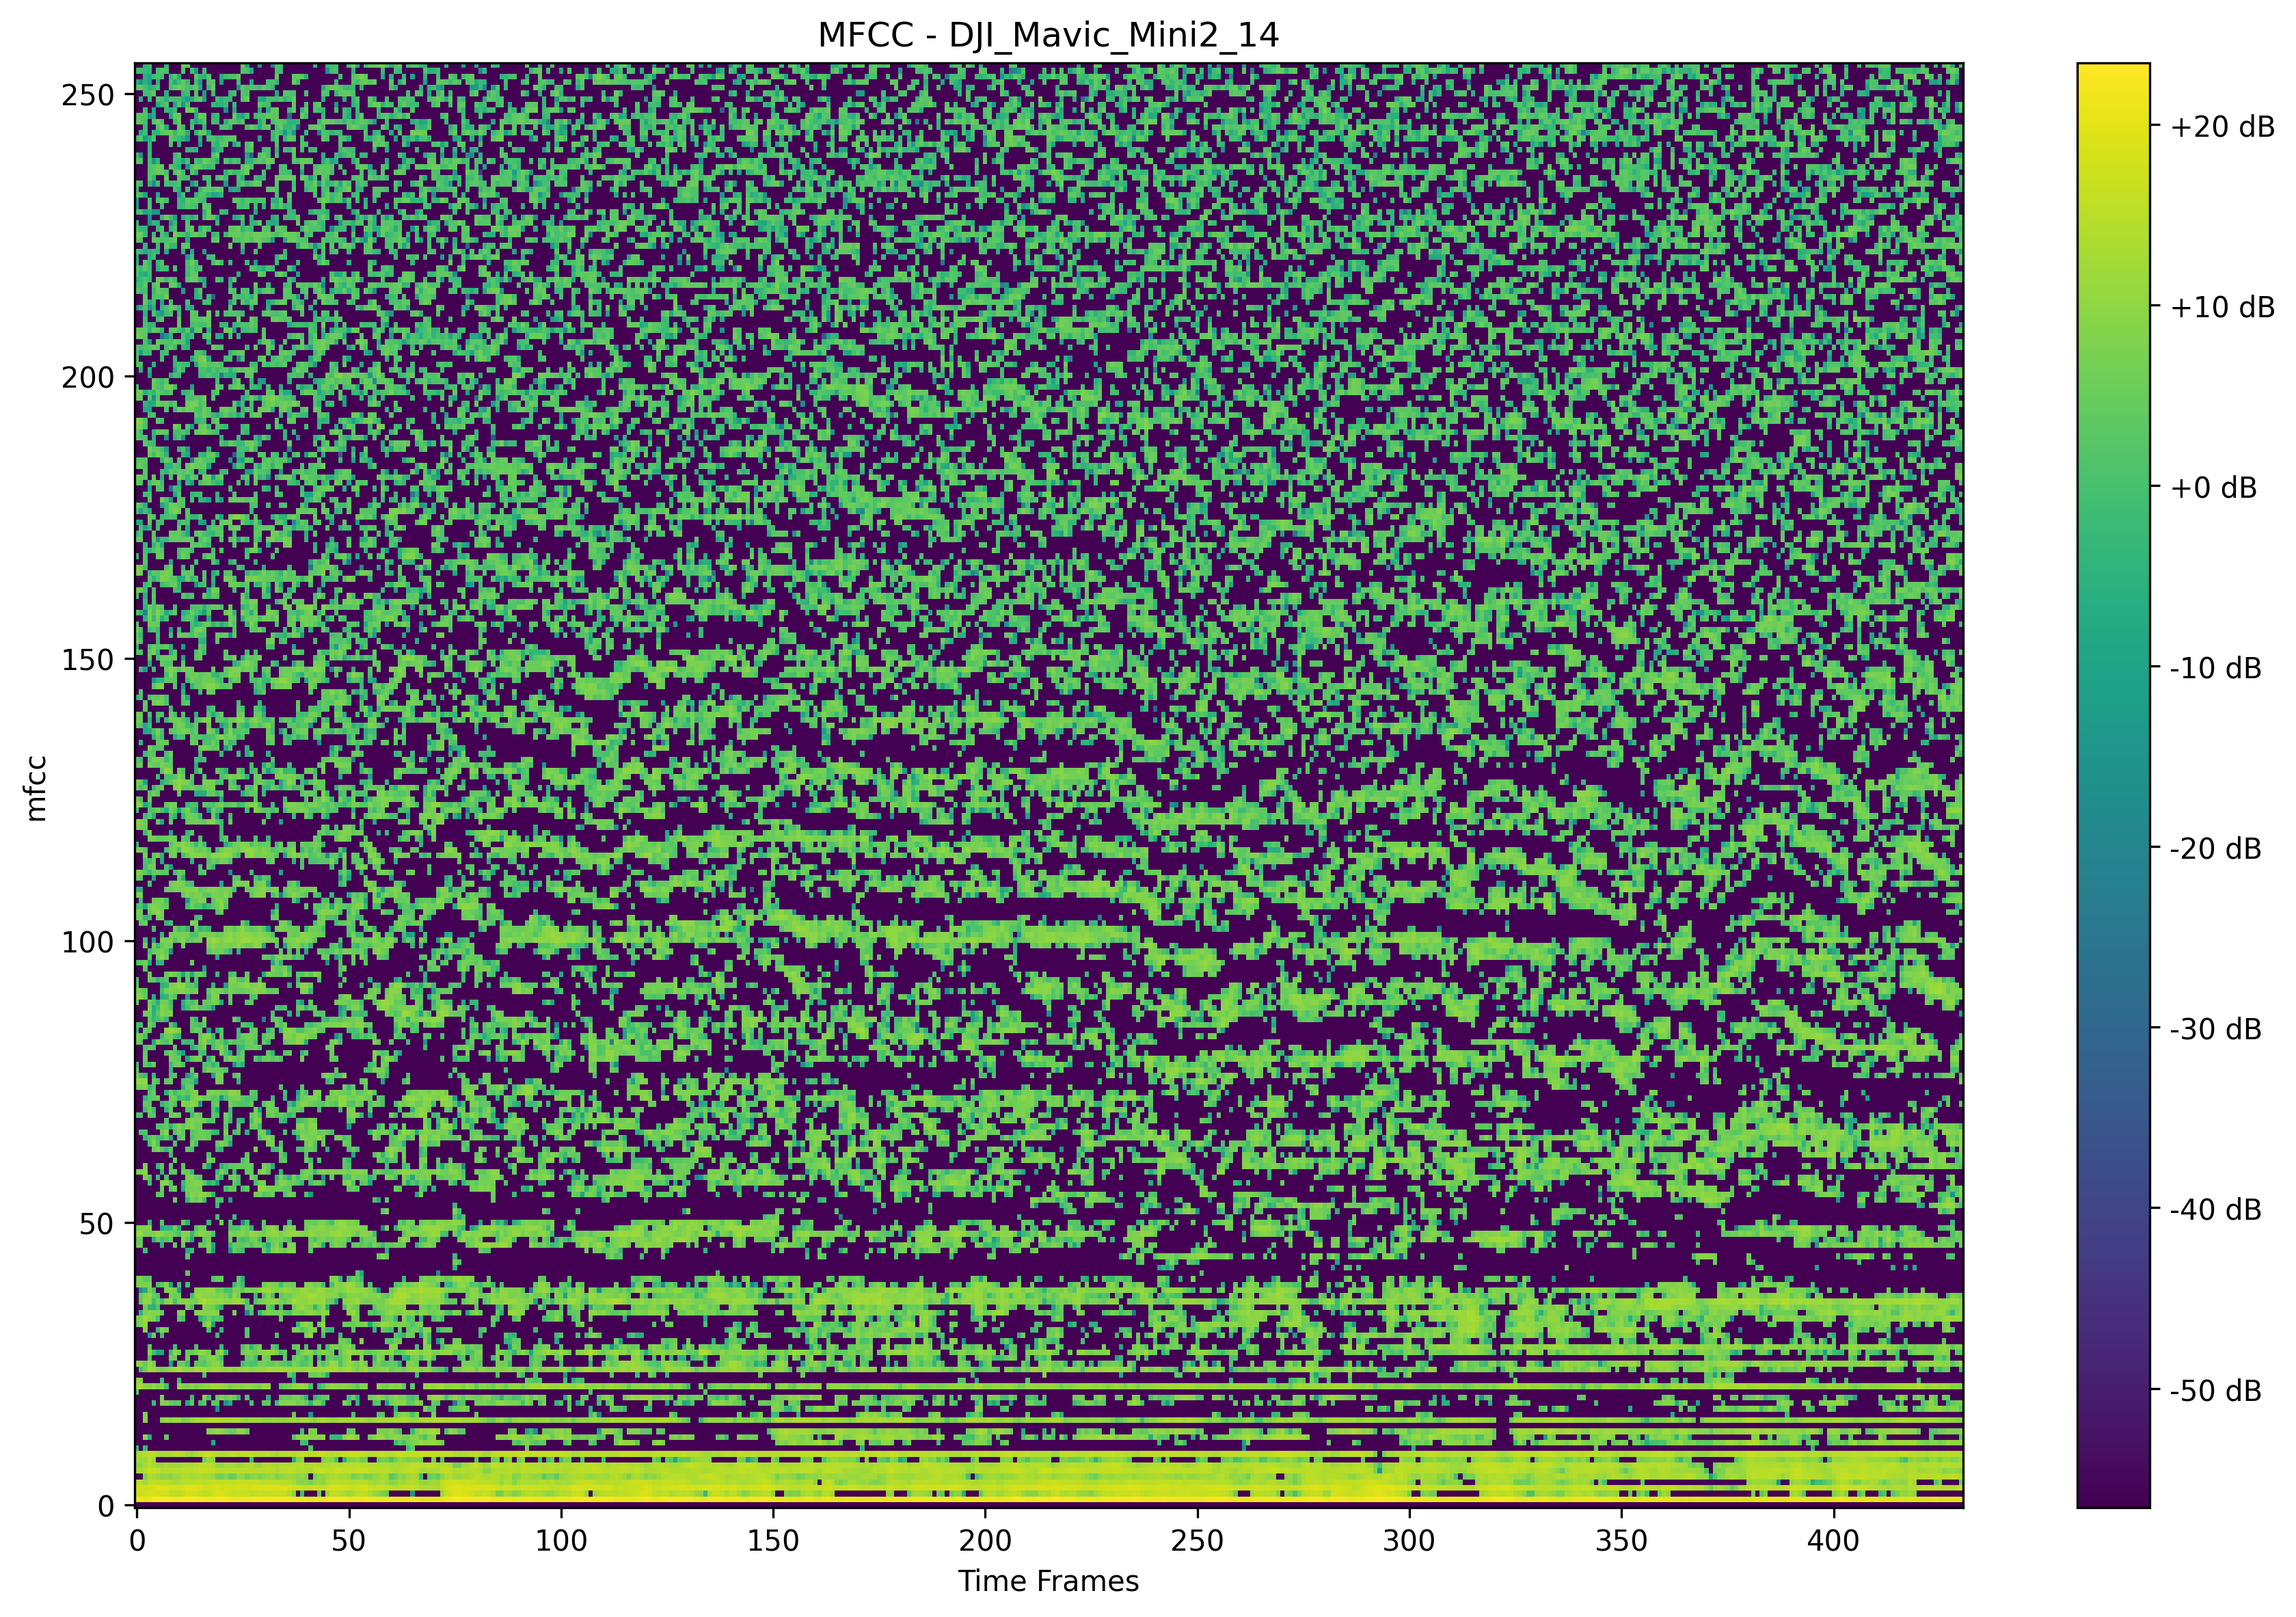 MFCC - DJI_Mavic_Mini2_14
250
200
150
100
50
0
mfcc
0 50 100 150 200 250 300 350 400
Time Frames
+20 dB
+10 dB
+0 dB
-10 dB
-20 dB
-30 dB
-40 dB
-50 dB